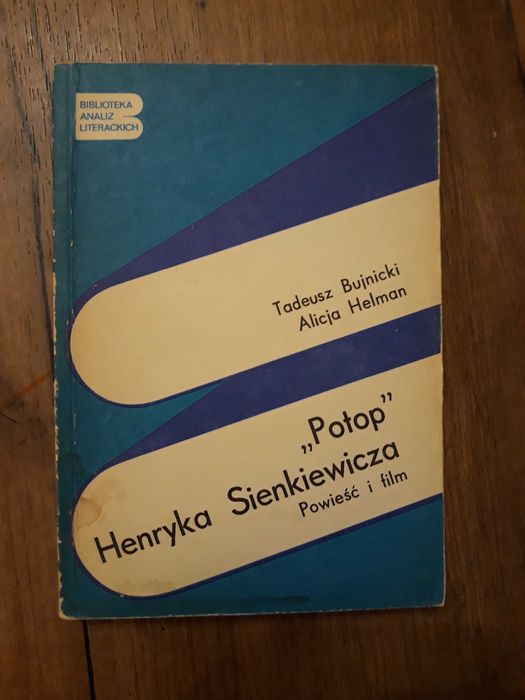 BIBLIOTEKA
ANALIZ
LITERACKICH
Tadeusz Bujnicki
Alicja Helman
„Potop”
Henryka Sienkiewicza
Powieść i film